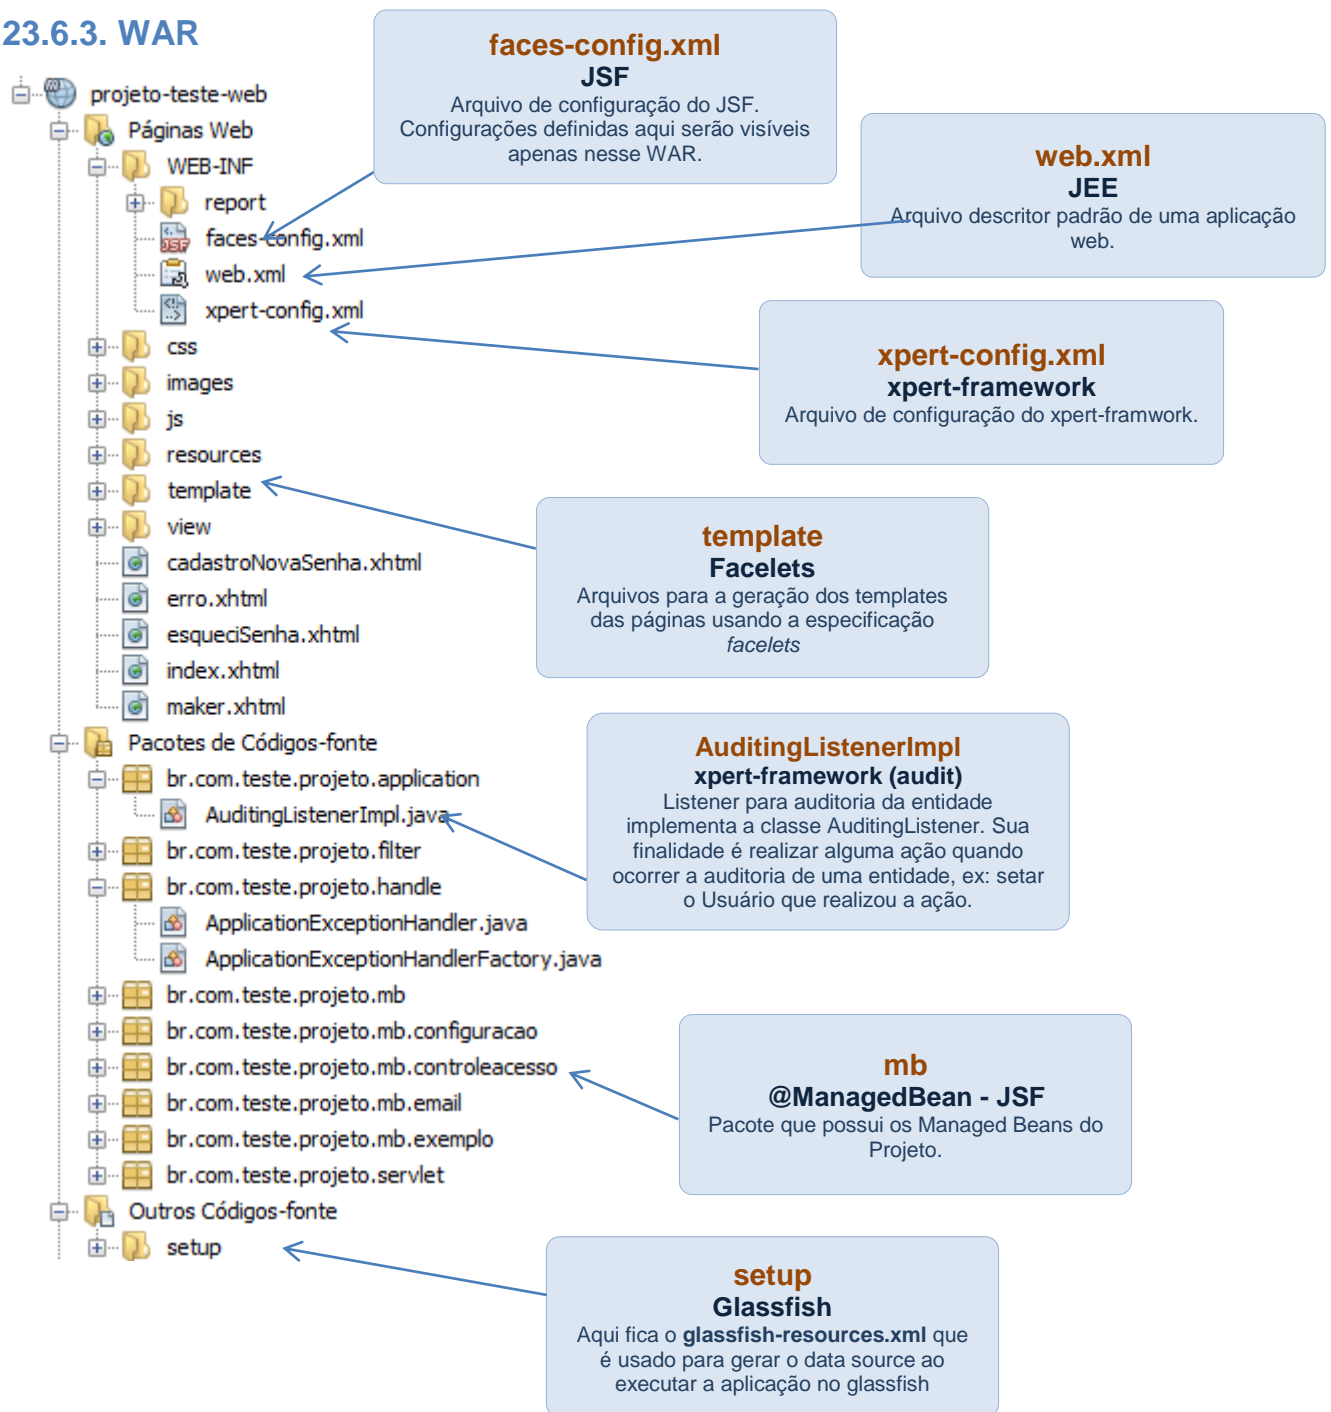 23.6.3. WAR
faces-config.xml
JSF
Arquivo de configuração do JSF.
Configurações definidas aqui serão visíveis
apenas nesse WAR.
web.xml
JEE
Arquivo descritor padrão de uma aplicação
web.
xpert-config.xml
xpert-framework
Arquivo de configuração do xpert-framwork.
template
Facelets
Arquivos para a geração dos templates
das páginas usando a especificação
facelets
AuditingListenerImpl
xpert-framework (audit)
Listener para auditoria da entidade
implementa a classe AuditingListener. Sua
finalidade é realizar alguma ação quando
ocorrer a auditoria de uma entidade, ex: setar
o Usuário que realizou a ação.
mb
@ManagedBean - JSF
Pacote que possui os Managed Beans do
Projeto.
setup
Glassfish
Aqui fica o glassfish-resources.xml que
é usado para gerar o data source ao
executar a aplicação no glassfish
projeto-teste-web
Páginas Web
WEB-INF
report
faces-config.xml
web.xml
xpert-config.xml
css
images
js
resources
template
view
cadastroNovaSenha.xhtml
erro.xhtml
esqueciSenha.xhtml
index.xhtml
maker.xhtml
Pacotes de Códigos-fonte
br.com.teste.projeto.application
AuditingListenerImpl.java
br.com.teste.projeto.filter
br.com.teste.projeto.handle
ApplicationExceptionHandler.java
ApplicationExceptionHandlerFactory.java
br.com.teste.projeto.mb
br.com.teste.projeto.mb.configuracao
br.com.teste.projeto.mb.controleacesso
br.com.teste.projeto.mb.email
br.com.teste.projeto.mb.exemplo
br.com.teste.projeto.servlet
Outros Códigos-fonte
setup